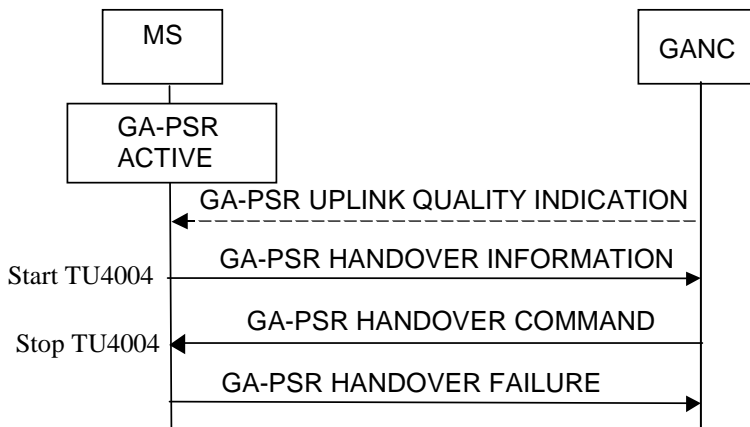 MS
GANC
GA-PSR
ACTIVE
GA-PSR UPLINK QUALITY INDICATION
Start TU4004
GA-PSR HANDOVER INFORMATION
GA-PSR HANDOVER COMMAND
Stop TU4004
GA-PSR HANDOVER FAILURE